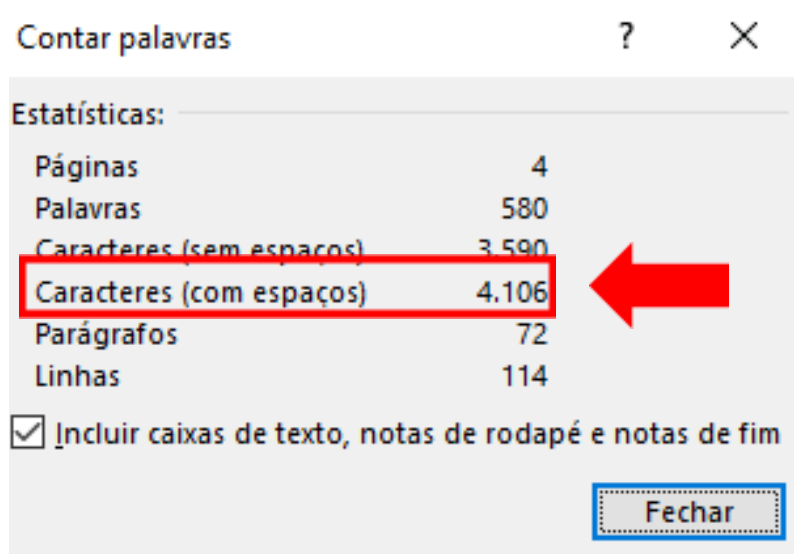 Contar palavras ?
Estatísticas:
Páginas 4
Palavras 580
Caracteres (sem espaços) 3.590
Caracteres (com espaços) 4.106
Parágrafos 72
Linhas 114
Incluir caixas de texto, notas de rodapé e notas de fim
Fechar